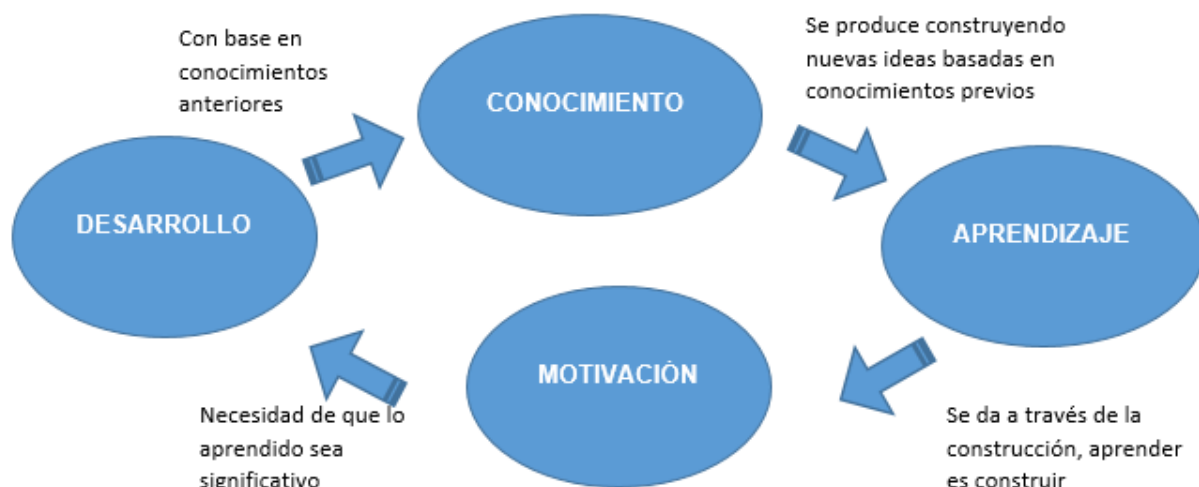 Con base en
conocimientos
anteriores
CONOCIMIENTO
Se produce construyendo
nuevas ideas basadas en
conocimientos previos
DESARROLLO
APRENDIZAJE
MOTIVACIÓN
Necesidad de que lo
aprendido sea
significativo
Se da a través de la
construcción, aprender
es construir